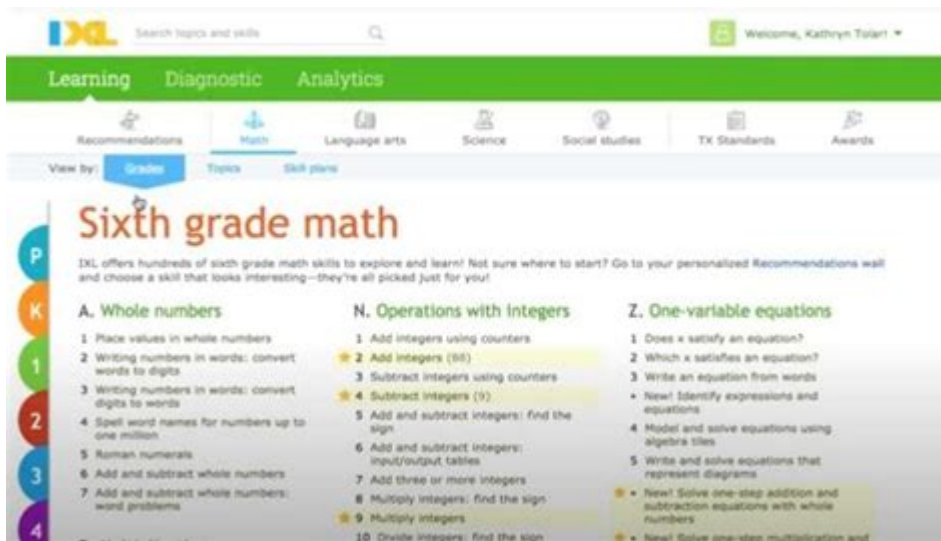 IXL Search topics and skills Welcome, Kathryn Tolar! ▾
Learning Diagnostic Analytics
Recommendations Math Language arts Science Social studies TX Standards Awards
View by: Grades Topics Skill plans
Sixth grade math
IXL offers hundreds of sixth grade math skills to explore and learn! Not sure where to start? Go to your personalized Recommendations wall
and choose a skill that looks interesting—they're all picked just for you!
P
K
1
2
3
4
A. Whole numbers
1 Place values in whole numbers
2 Writing numbers in words: convert
words to digits
3 Writing numbers in words: convert
digits to words
4 Spell word names for numbers up to
one million
5 Roman numerals
6 Add and subtract whole numbers
7 Add and subtract whole numbers:
word problems
N. Operations with integers
1 Add integers using counters
2 Add integers (88)
3 Subtract integers using counters
4 Subtract integers (9)
5 Add and subtract integers: find the
sign
6 Add and subtract integers:
input/output tables
7 Add three or more integers
8 Multiply integers: find the sign
9 Multiply integers
10 Divide integers: find the sign
Z. One-variable equations
1 Does x satisfy an equation?
2 Which x satisfies an equation?
3 Write an equation from words
• New! Identify expressions and
equations
4 Model and solve equations using
algebra tiles
5 Write and solve equations that
represent diagrams
• New! Solve one-step addition and
subtraction equations with whole
numbers
• New! Solve one-step multiplication and